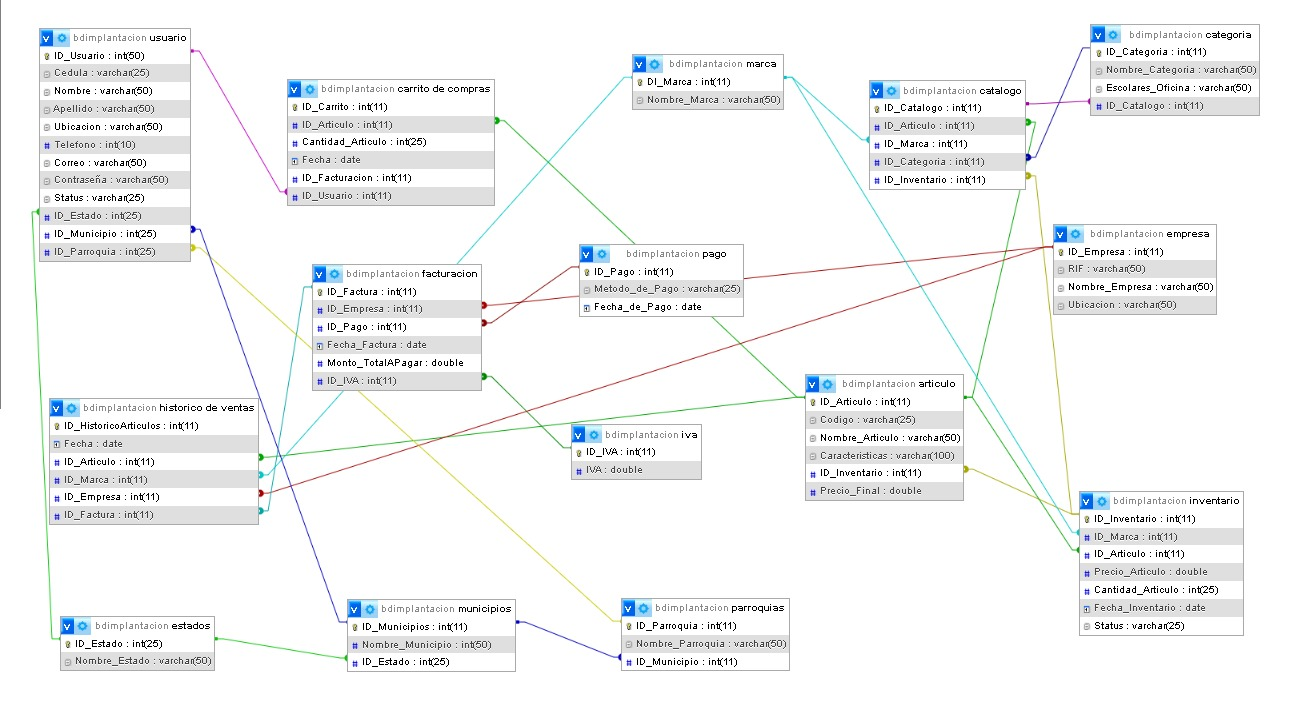 bdimplantacion usuario
ID_Usuario : int(50)
Cedula : varchar(25)
Nombre : varchar(50)
Apellido : varchar(50)
Ubicacion : varchar(50)
Telefono : int(10)
Correo : varchar(50)
Contraseña : varchar(50)
Status : varchar(25)
ID_Estado : int(25)
ID_Municipio : int(25)
ID_Parroquia : int(25)
bdimplantacion carrito de compras
ID_Carrito : int(11)
ID_Articulo : int(11)
Cantidad_Articulo : int(25)
Fecha : date
ID_Facturacion : int(11)
ID_Usuario : int(11)
bdimplantacion marca
DI_Marca : int(11)
Nombre_Marca : varchar(50)
bdimplantacion catalogo
ID_Catalogo : int(11)
ID_Articulo : int(11)
ID_Marca : int(11)
ID_Categoria : int(11)
ID_Inventario : int(11)
bdimplantacion categoria
ID_Categoria : int(11)
Nombre_Categoria : varchar(50)
Escolares_Oficina : varchar(50)
ID_Catalogo : int(11)
bdimplantacion facturacion
ID_Factura : int(11)
ID_Empresa : int(11)
ID_Pago : int(11)
Fecha_Factura : date
Monto_TotalAPagar : double
ID_IVA : int(11)
bdimplantacion pago
ID_Pago : int(11)
Metodo_de_Pago : varchar(25)
Fecha_de_Pago : date
bdimplantacion empresa
ID_Empresa : int(11)
RIF : varchar(50)
Nombre_Empresa : varchar(50)
Ubicacion : varchar(50)
bdimplantacion historico de ventas
ID_HistoricoArticulos : int(11)
Fecha : date
ID_Articulo : int(11)
ID_Marca : int(11)
ID_Empresa : int(11)
ID_Factura : int(11)
bdimplantacion iva
ID_IVA : int(11)
IVA : double
bdimplantacion articulo
ID_Articulo : int(11)
Codigo : varchar(25)
Nombre_Articulo : varchar(50)
Caracteristicas : varchar(100)
ID_Inventario : int(11)
Precio_Final : double
bdimplantacion inventario
ID_Inventario : int(11)
ID_Marca : int(11)
ID_Articulo : int(11)
Precio_Articulo : double
Cantidad_Articulo : int(25)
Fecha_Inventario : date
Status : varchar(25)
bdimplantacion estados
ID_Estado : int(25)
Nombre_Estado : varchar(50)
bdimplantacion municipios
ID_Municipios : int(11)
Nombre_Municipio : int(50)
ID_Estado : int(25)
bdimplantacion parroquias
ID_Parroquia : int(11)
Nombre_Parroquia : varchar(50)
ID_Municipio : int(11)